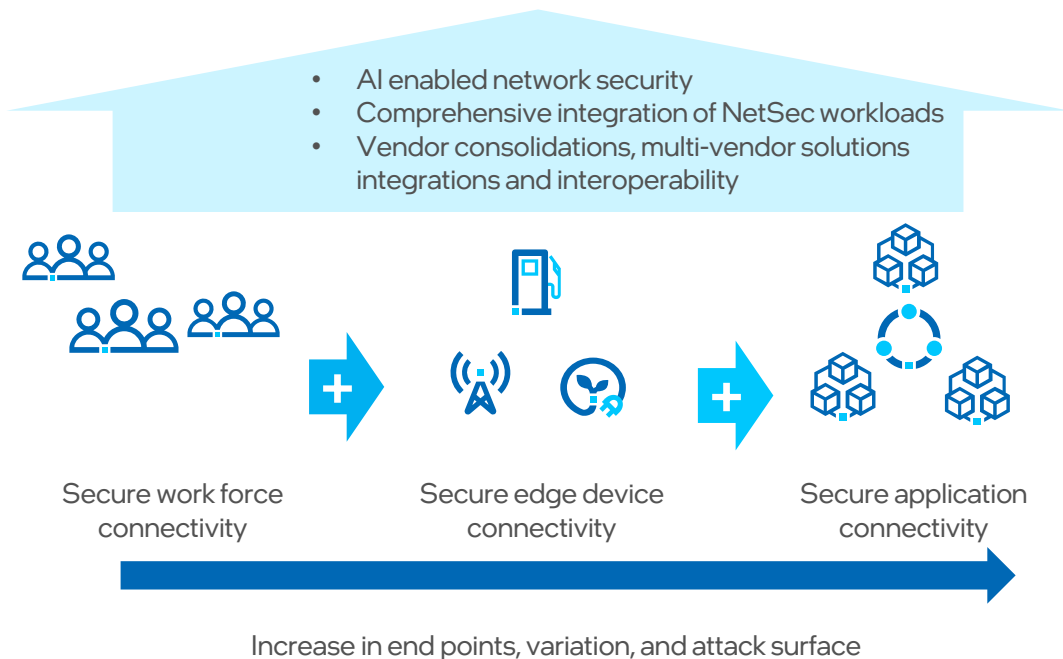 • AI enabled network security
• Comprehensive integration of NetSec workloads
• Vendor consolidations, multi-vendor solutions
integrations and interoperability
+
+
Secure work force
connectivity
Secure edge device
connectivity
Secure application
connectivity
Increase in end points, variation, and attack surface